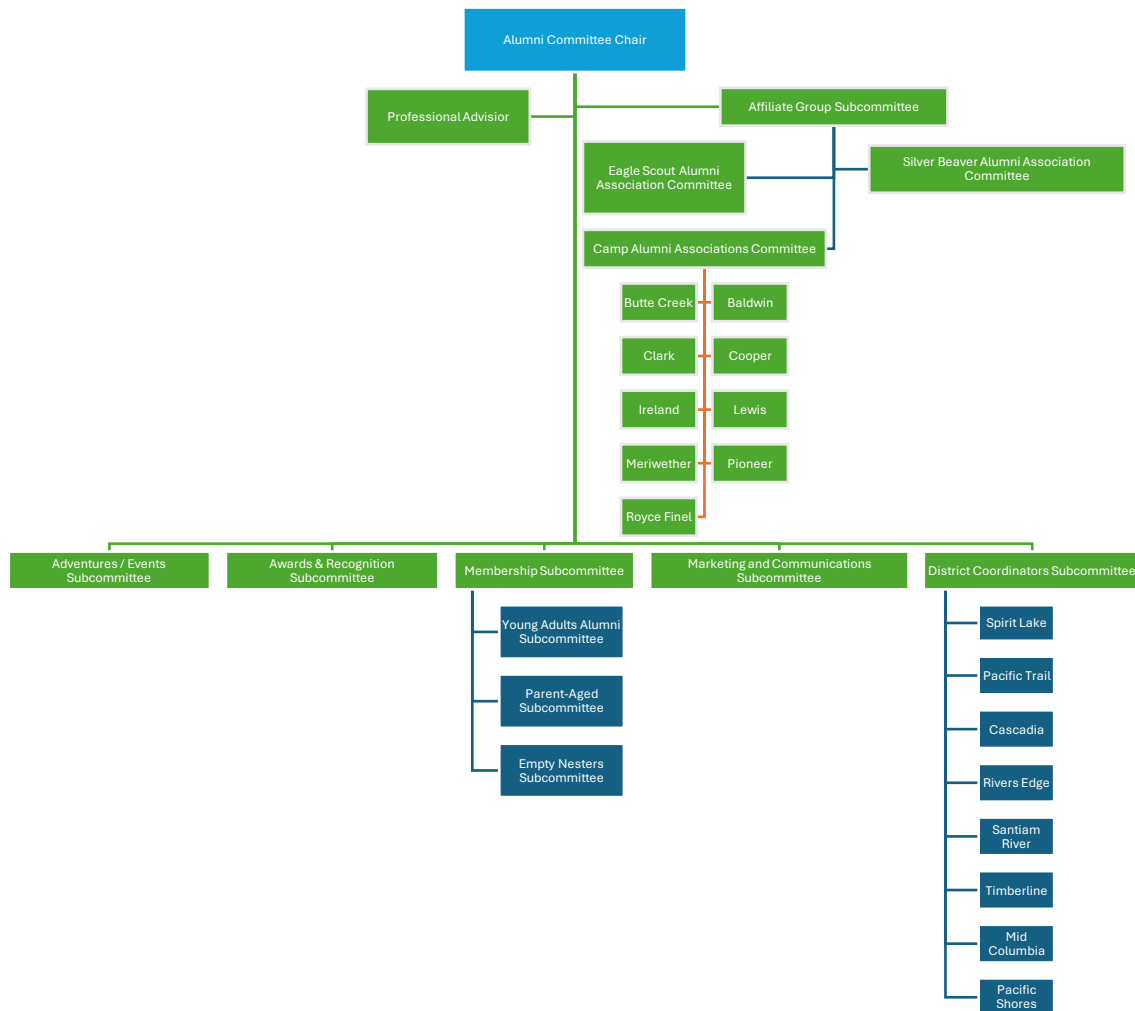 Alumni Committee Chair
Professional Advisior
Affiliate Group Subcommittee
Eagle Scout Alumni
Association Committee
Silver Beaver Alumni Association
Committee
Camp Alumni Associations Committee
Butte Creek
Baldwin
Clark
Cooper
Ireland
Lewis
Meriwether
Pioneer
Royce Finel
Adventures / Events
Subcommittee
Awards & Recognition
Subcommittee
Membership Subcommittee
Marketing and Communications
Subcommittee
District Coordinators Subcommittee
Young Adults Alumni
Subcommittee
Parent-Aged
Subcommittee
Empty Nesters
Subcommittee
Spirit Lake
Pacific Trail
Cascadia
Rivers Edge
Santiam
River
Timberline
Mid
Columbia
Pacific
Shores